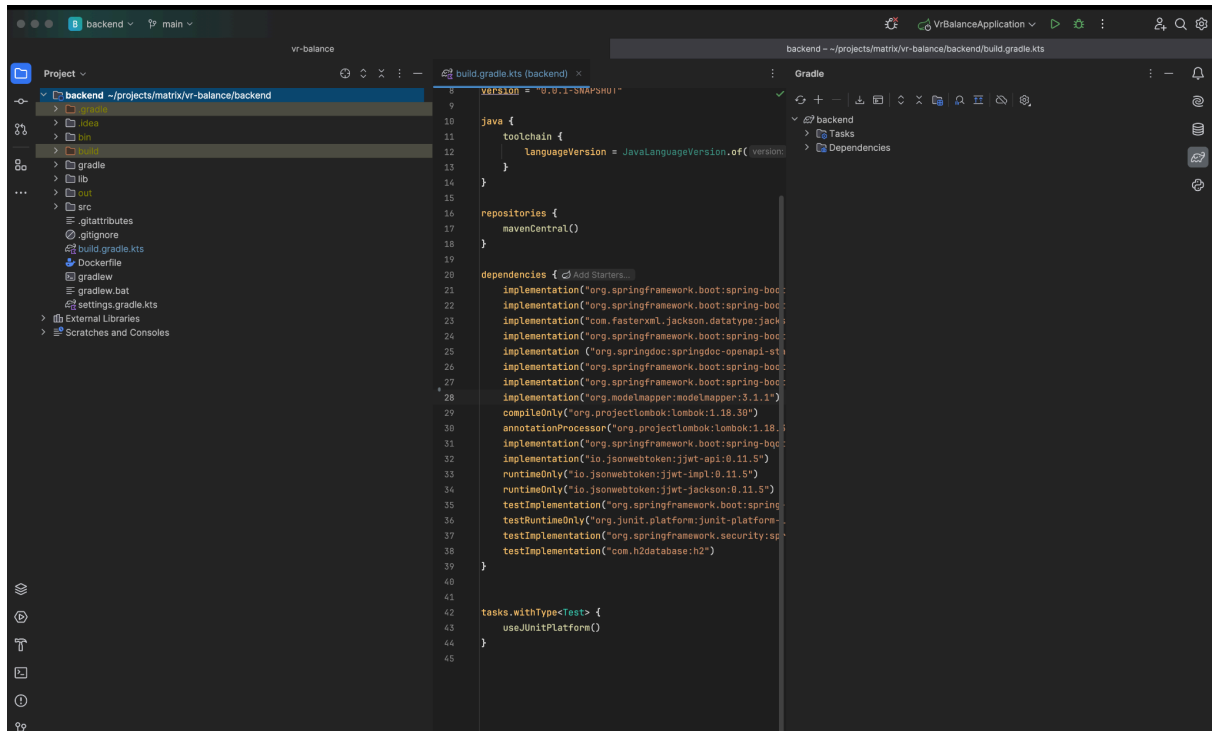 B backend main VrBalanceApplication
vr-balance
backend – ~/projects/matrix/vr-balance/backend/build.gradle.kts
Project
backend ~/projects/matrix/vr-balance/backend
.gradle
.idea
bin
build
gradle
lib
out
src
.gitattributes
.gitignore
build.gradle.kts
Dockerfile
gradlew
gradlew.bat
settings.gradle.kts
External Libraries
Scratches and Consoles
build.gradle.kts (backend)
8 version = "0.0.1-SNAPSHOT"
9
10 java {
11 toolchain {
12 languageVersion = JavaLanguageVersion.of( version:
13 }
14 }
15
16 repositories {
17 mavenCentral()
18 }
19
20 dependencies { Add Starters...
21 implementation("org.springframework.boot:spring-boo
22 implementation("org.springframework.boot:spring-boo
23 implementation("com.fasterxml.jackson.datatype:jack
24 implementation("org.springframework.boot:spring-boo
25 implementation ("org.springdoc:springdoc-openapi-st
26 implementation("org.springframework.boot:spring-boo
27 implementation("org.springframework.boot:spring-boo
28 implementation("org.modelmapper:modelmapper:3.1.1")
29 compileOnly("org.projectlombok:lombok:1.18.30")
30 annotationProcessor("org.projectlombok:lombok:1.18.
31 implementation("org.springframework.boot:spring-boo
32 implementation("io.jsonwebtoken:jjwt-api:0.11.5")
33 runtimeOnly("io.jsonwebtoken:jjwt-impl:0.11.5")
34 runtimeOnly("io.jsonwebtoken:jjwt-jackson:0.11.5")
35 testImplementation("org.springframework.boot:spring-
36 testRuntimeOnly("org.junit.platform:junit-platform-
37 testImplementation("org.springframework.security:spr
38 testImplementation("com.h2database:h2")
39 }
40
41
42 tasks.withType<Test> {
43 useJUnitPlatform()
44 }
45
Gradle
backend
Tasks
Dependencies